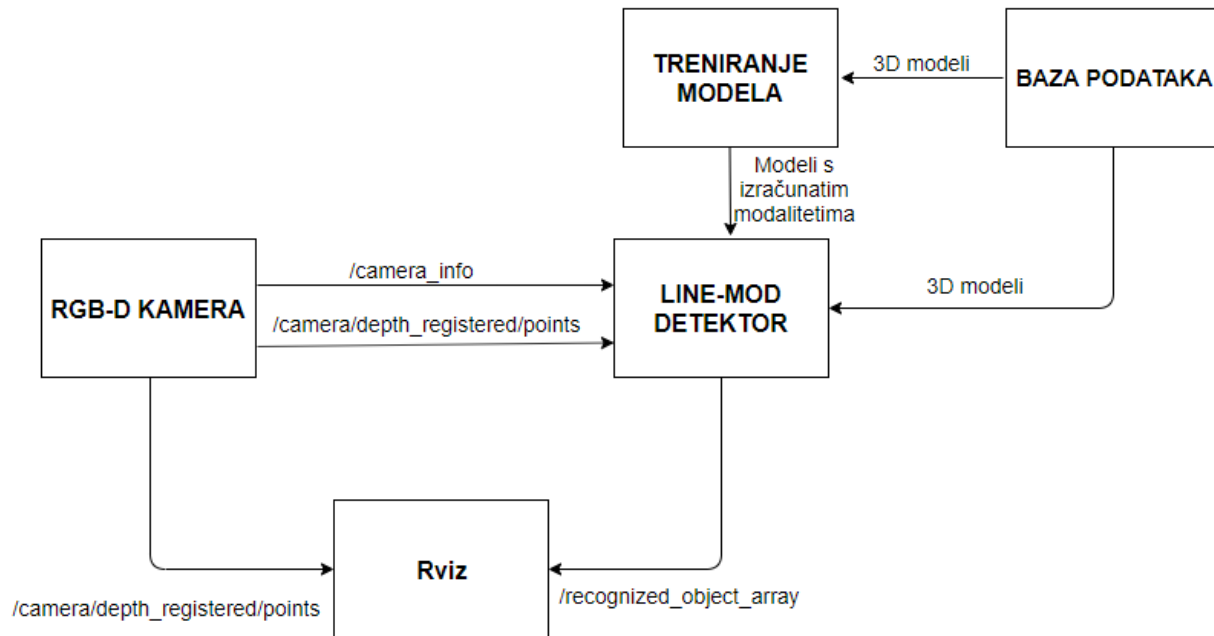 TRENIRANJE
MODELA
3D modeli
BAZA PODATAKA
Modeli s
izračunatim
modalitetima
RGB-D KAMERA
/camera_info
/camera/depth_registered/points
LINE-MOD
DETEKTOR
3D modeli
Rviz
/camera/depth_registered/points
/recognized_object_array